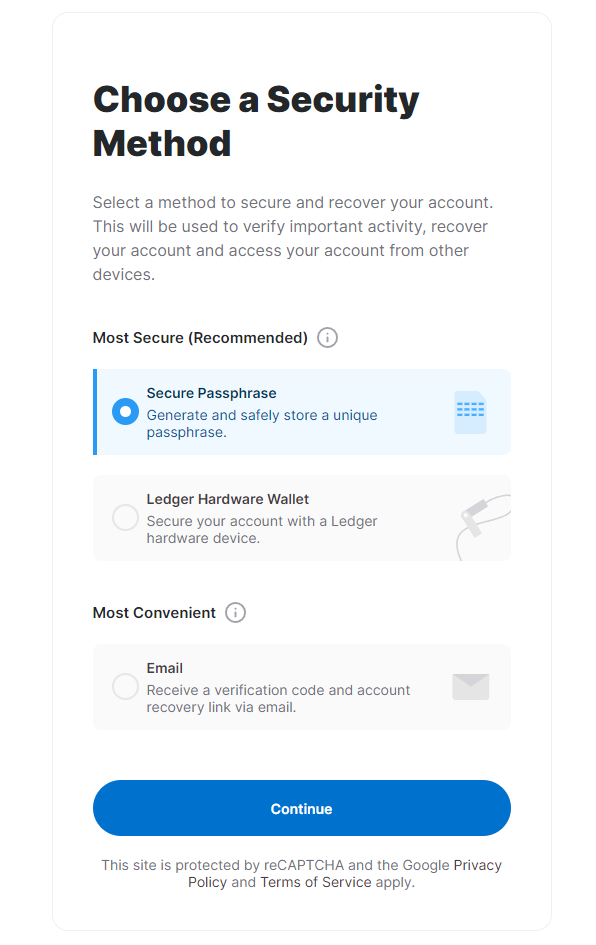 Choose a Security
Method
Select a method to secure and recover your account.
This will be used to verify important activity, recover
your account and access your account from other
devices.
Most Secure (Recommended)
Secure Passphrase
Generate and safely store a unique
passphrase.
Ledger Hardware Wallet
Secure your account with a Ledger
hardware device.
Most Convenient
Email
Receive a verification code and account
recovery link via email.
Continue
This site is protected by reCAPTCHA and the Google Privacy
Policy and Terms of Service apply.